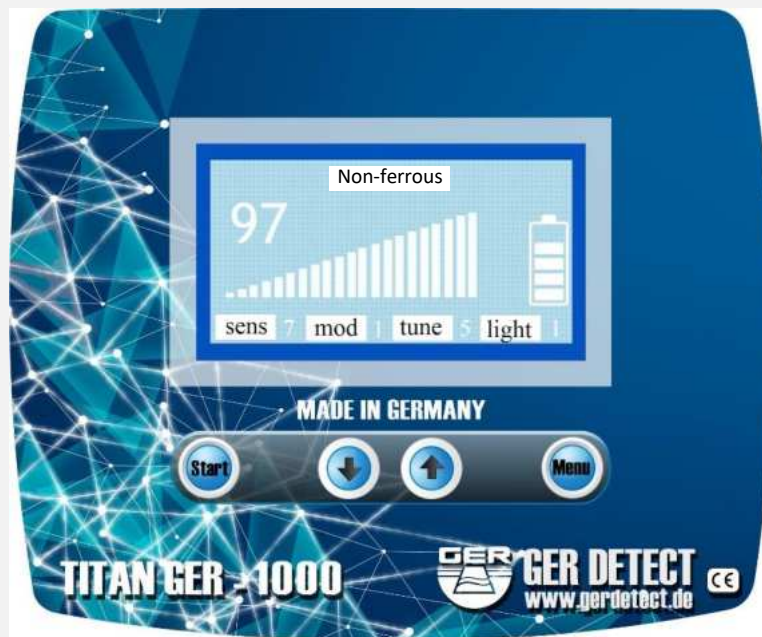 Non-ferrous
97
sens 7 mod 1 tune 5 light 1
MADE IN GERMANY
Start Menu
TITAN GER - 1000
GER
GER DETECT
www.gerdetect.de
CE